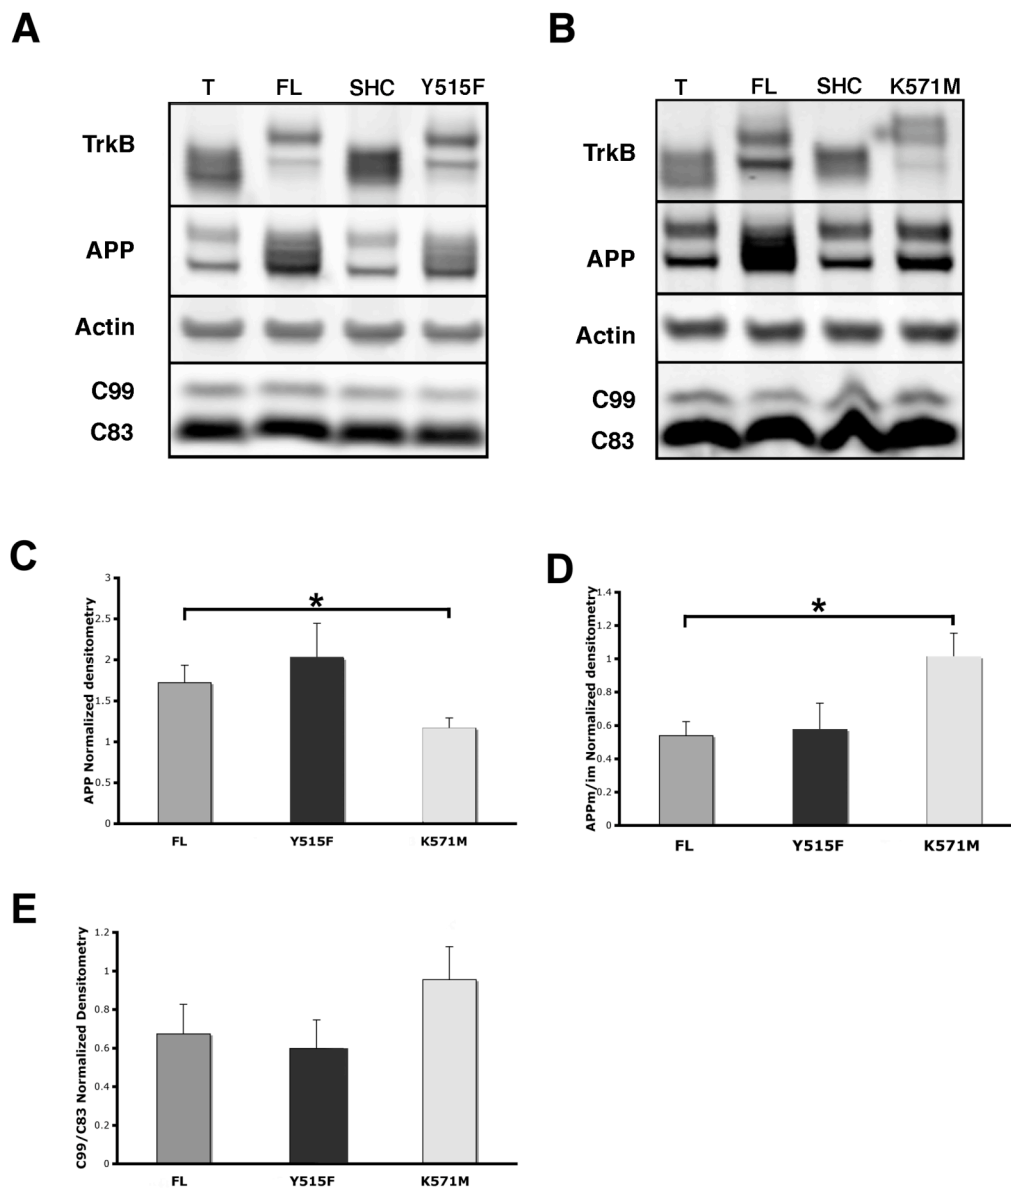 A
B
T FL SHC Y515F
T FL SHC K571M
TrkB
TrkB
APP
APP
Actin
Actin
C99
C99
C83
C83
C
D
APP Normalized densitometry
3
2.5
2
1.5
1
0.5
0
*
FL Y515F K571M
APPm/im Normalized densitometry
1.4
1.2
1
0.8
0.6
0.4
0.2
0
*
FL Y515F K571M
E
C99/C83 Normalized Densitometry
1.2
1
0.8
0.6
0.4
0.2
0
FL Y515F K571M